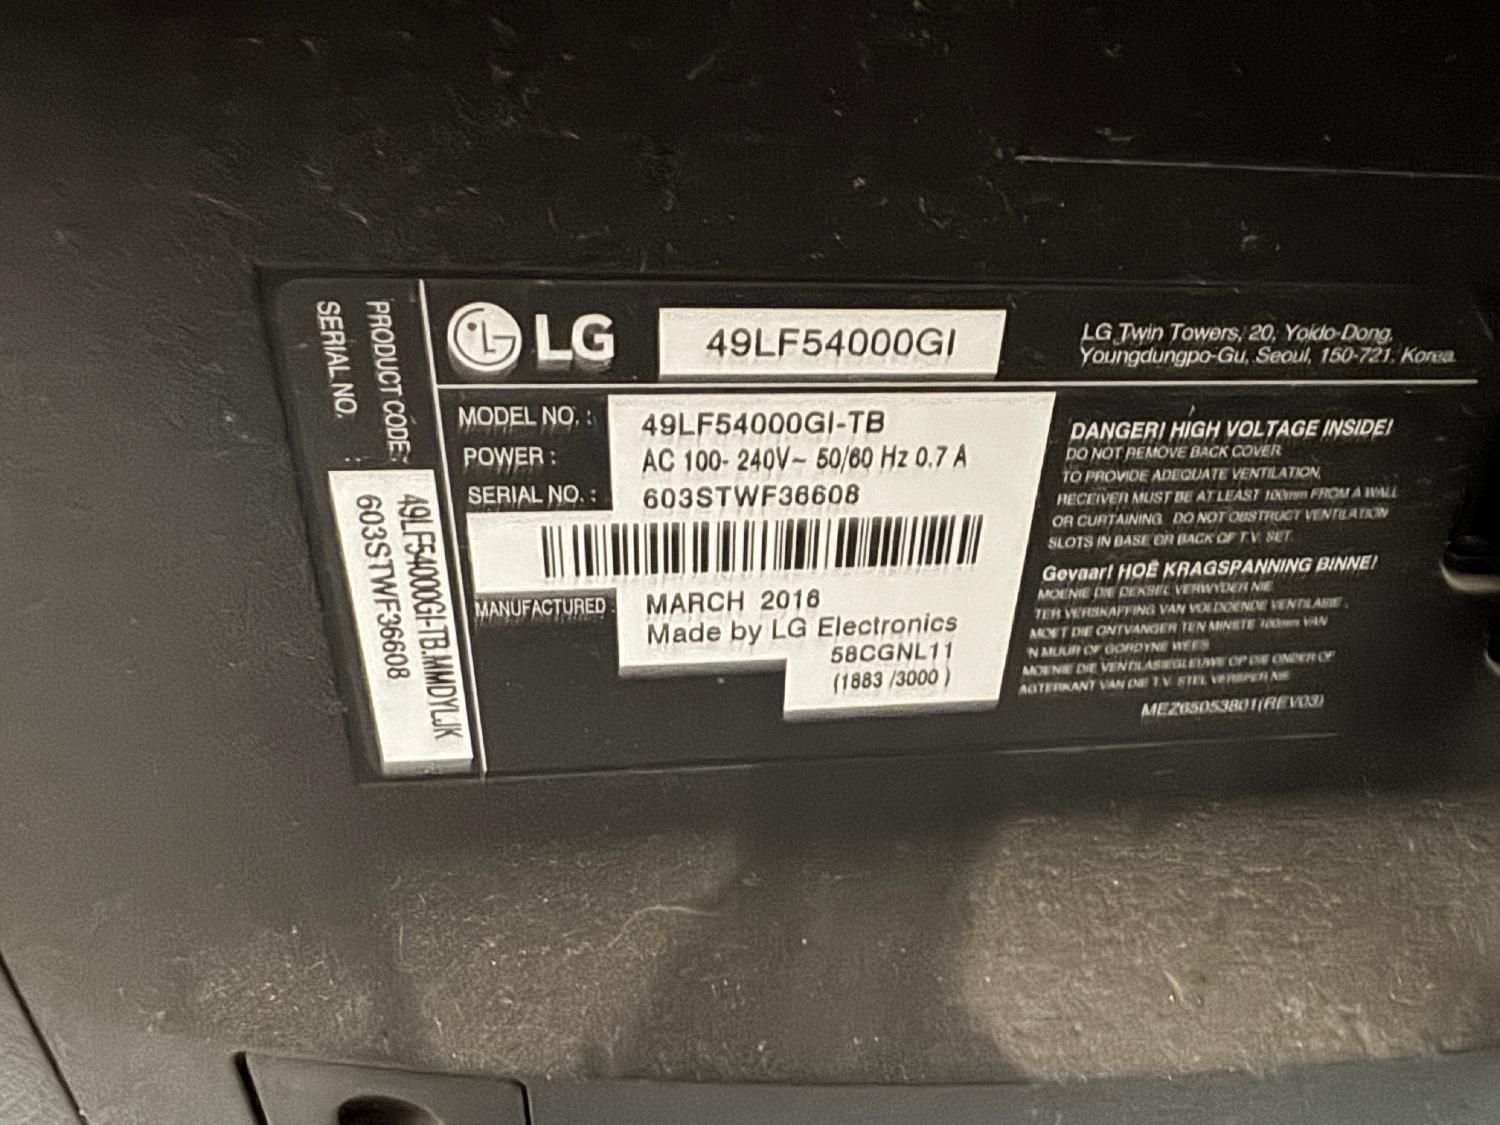 LG
49LF54000GI
LG Twin Towers, 20, Yoido-Dong,
Youngdungpo-Gu, Seoul, 150-721. Korea
MODEL NO. : 49LF54000GI-TB
POWER : AC 100- 240V~ 50/60 Hz 0.7 A
SERIAL NO. : 603STWF36608
MANUFACTURED : MARCH 2016
Made by LG Electronics
58CGNL11
(1883 /3000 )
DANGER! HIGH VOLTAGE INSIDE!
DO NOT REMOVE BACK COVER
TO PROVIDE ADEQUATE VENTILATION,
RECEIVER MUST BE AT LEAST 100mm FROM A WALL
OR CURTAINING. DO NOT OBSTRUCT VENTILATION
SLOTS IN BASE OR BACK OF T.V. SET.
Gevaar! HOË KRAGSPANNING BINNE!
MOENIE DIE DEKSEL VERWYDER NIE
TER VERSKAFFING VAN VOLDOENDE VENTILASIE,
MOET DIE ONTVANGER TEN MINSTE 100mm VAN
'N MUUR OF GORDYNE WEES
MOENIE DIE VENTILASIEGLEUWE OP DIE ONDER OF
AGTERKANT VAN DIE T.V. STEL VERSPER NIE
MEZ65053801(REV03)
PRODUCT CODE: 49LF54000GI-TB.MMDYLJK
SERIAL NO. : 603STWF36608